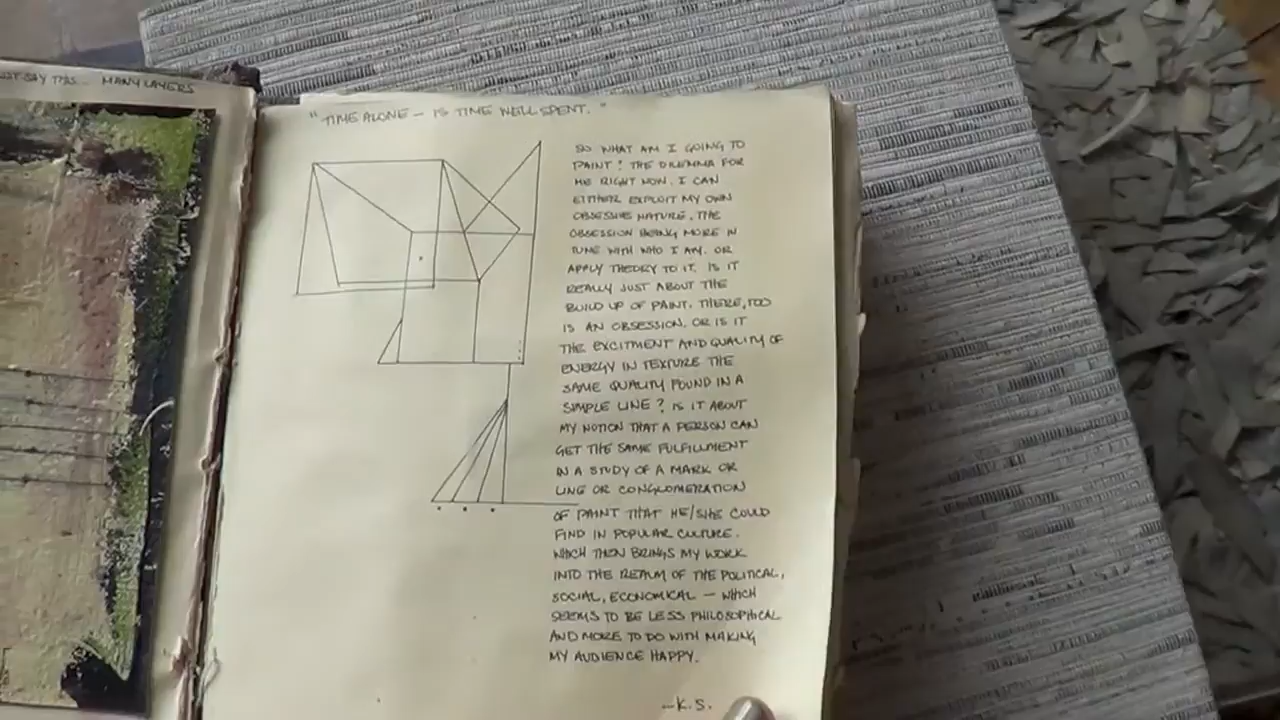 MANY LAYERS
"TIME ALONE – IS TIME WELL SPENT."
SO WHAT AM I GOING TO
PAINT? THE DILEMMA FOR
ME RIGHT NOW. I CAN
EITHER EXPLOIT MY OWN
OBSESSIVE NATURE. THE
OBSESSION BEING MORE IN
TUNE WITH WHO I AM. OR
APPLY THEORY TO IT. IS IT
REALLY JUST ABOUT THE
BUILD UP OF PAINT. THERE, TOO
IS AN OBSESSION. OR IS IT
THE EXCITMENT AND QUALITY OF
ENERGY IN TEXTURE THE
SAME QUALITY FOUND IN A
SIMPLE LINE? IS IT ABOUT
MY NOTION THAT A PERSON CAN
GET THE SAME FULFILLMENT
IN A STUDY OF A MARK OR
LINE OR CONGLOMERATION
OF PAINT THAT HE/SHE COULD
FIND IN POPULAR CULTURE.
WHICH THEN BRINGS MY WORK
INTO THE REALM OF THE POLITICAL,
SOCIAL, ECONOMICAL – WHICH
SEEMS TO BE LESS PHILOSOPHICAL
AND MORE TO DO WITH MAKING
MY AUDIENCE HAPPY.
–K.S.